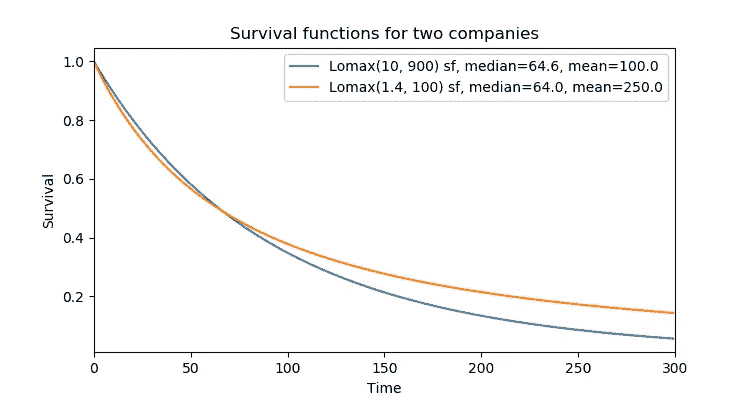 Survival functions for two companies
Lomax(10, 900) sf, median=64.6, mean=100.0
Lomax(1.4, 100) sf, median=64.0, mean=250.0
1.0
0.8
0.6
0.4
0.2
Survival
0 50 100 150 200 250 300
Time